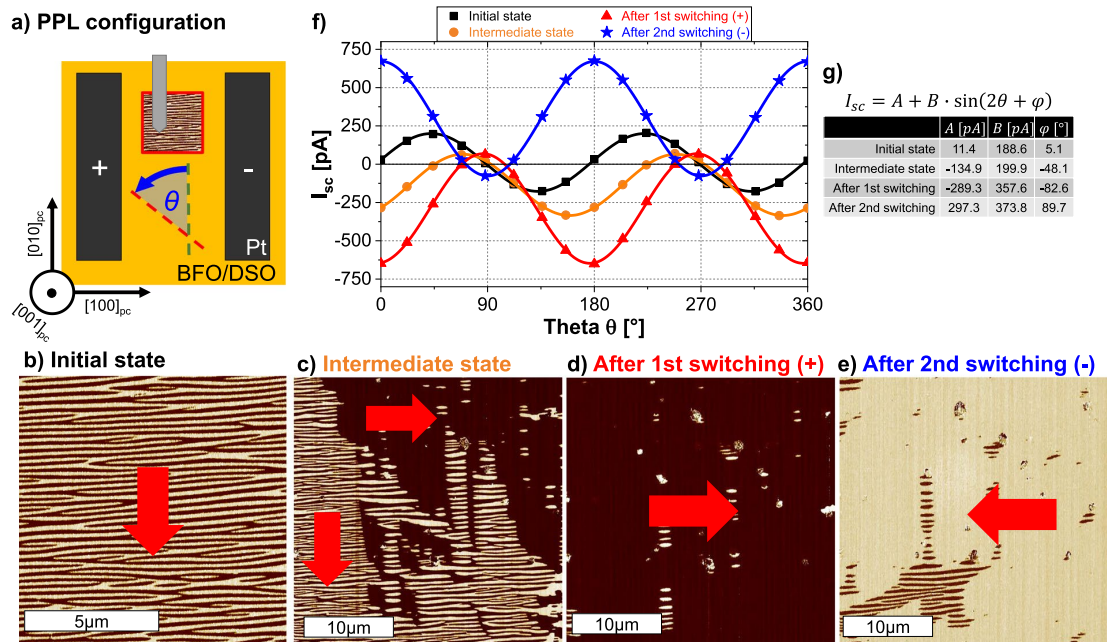 a) PPL configuration
+
-
θ
Pt
BFO/DSO
[010]pc
[001]pc
[100]pc
f)
Initial state
Intermediate state
After 1st switching (+)
After 2nd switching (-)
750
500
250
0
-250
-500
-750
Isc [pA]
0
90
180
270
360
Theta θ [°]
g)
Isc = A + B · sin(2θ + φ)
A [pA] B [pA] φ [°]
Initial state 11.4 188.6 5.1
Intermediate state -134.9 199.9 -48.1
After 1st switching -289.3 357.6 -82.6
After 2nd switching 297.3 373.8 89.7
b) Initial state
5μm
c) Intermediate state
10μm
d) After 1st switching (+)
10μm
e) After 2nd switching (-)
10μm